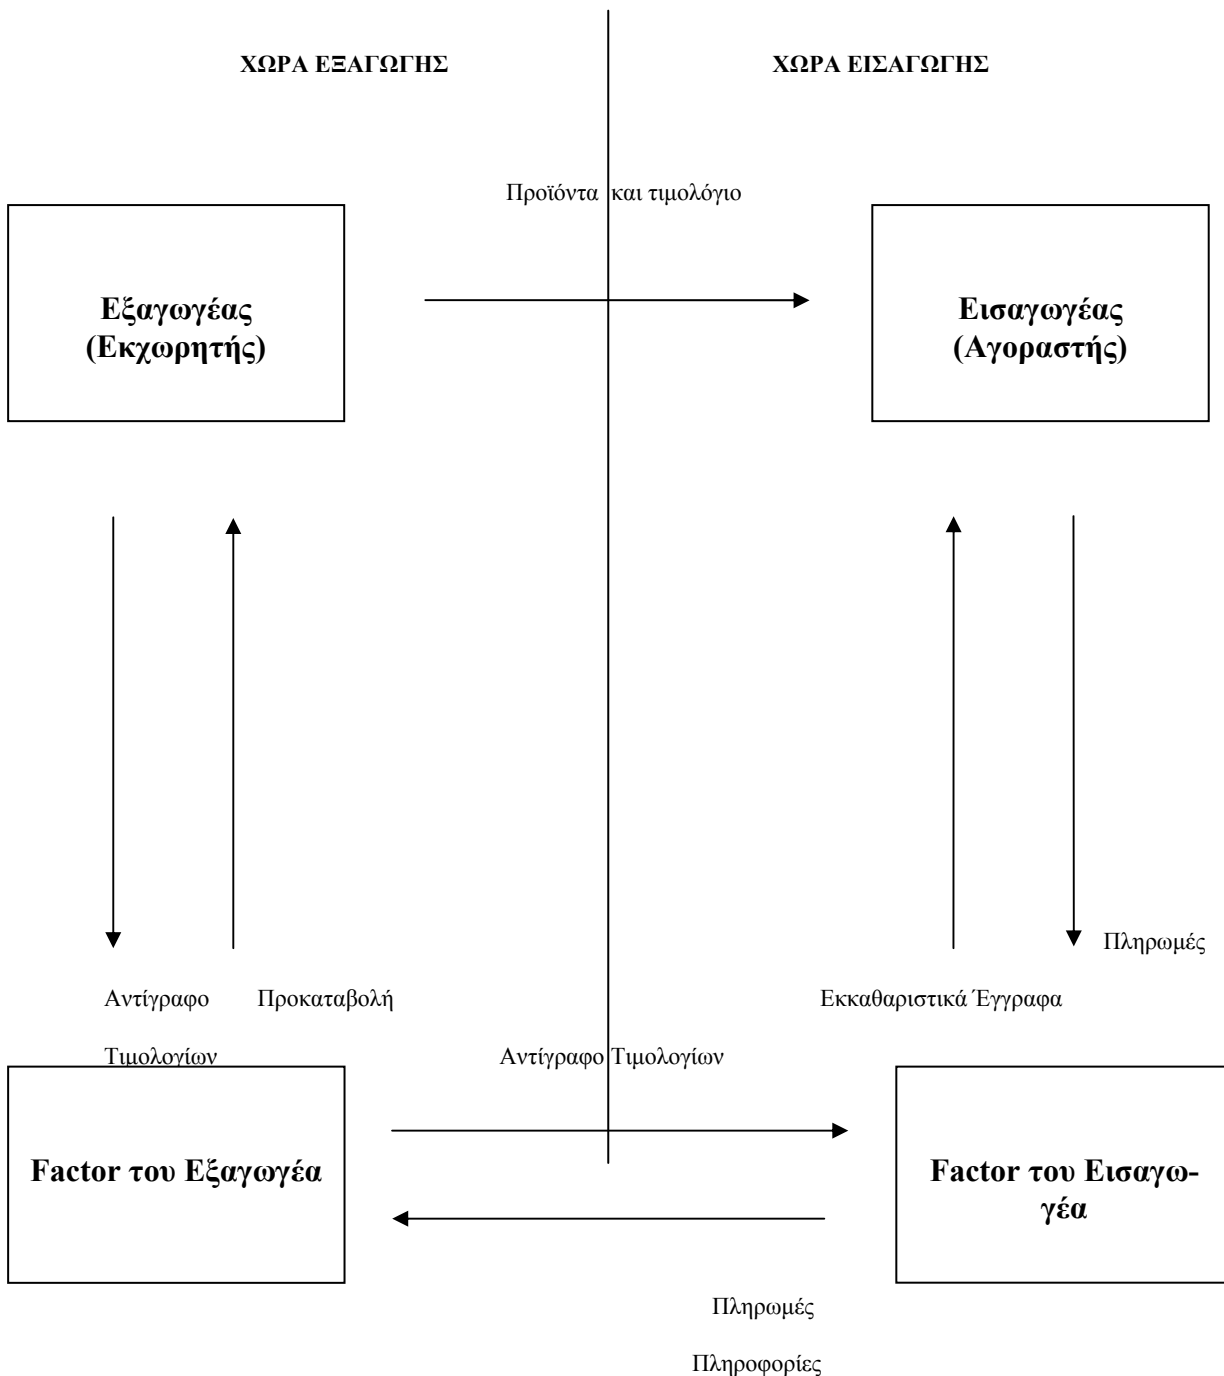 ΧΩΡΑ ΕΞΑΓΩΓΗΣ
ΧΩΡΑ ΕΙΣΑΓΩΓΗΣ
Προϊόντα και τιμολόγιο
Εξαγωγέας
(Εκχωρητής)
Εισαγωγέας
(Αγοραστής)
Πληρωμές
Αντίγραφο
Τιμολογίων
Προκαταβολή
Εκκαθαριστικά Έγγραφα
Αντίγραφο Τιμολογίων
Factor του Εξαγωγέα
Factor του Εισαγω-
γέα
Πληρωμές
Πληροφορίες